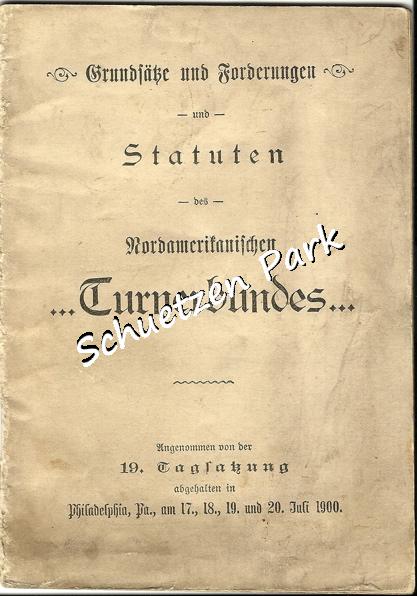 Grundsätze und Forderungen
— und —
Statuten
— des —
Nordamerikanischen
...Turnerbundes...
Schuetzen Park
Angenommen von der
19. Tagsatzung
abgehalten in
Philadelphia, Pa., am 17., 18., 19. und 20. Juli 1900.